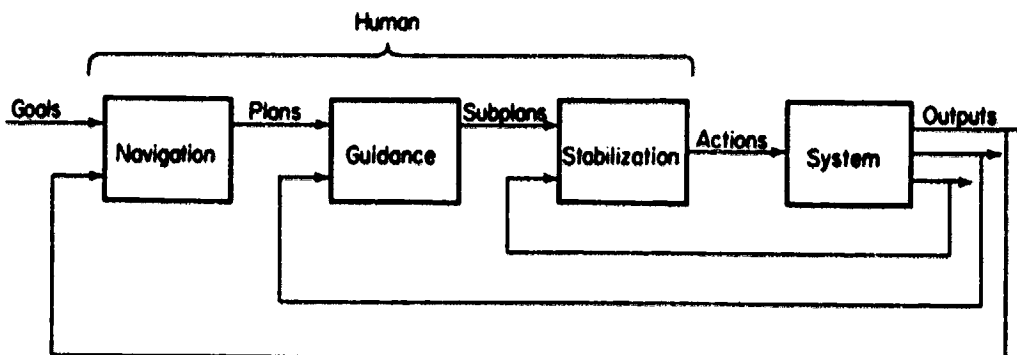 Human
Goals
Plans
Subplans
Outputs
Navigation
Guidance
Stabilization
Actions
System